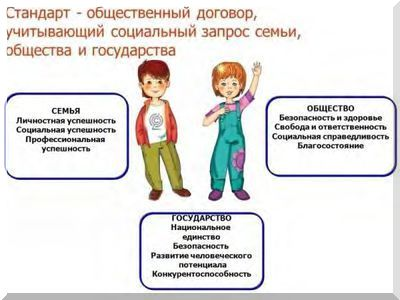 Стандарт - общественный договор,
учитывающий социальный запрос семьи,
общества и государства
СЕМЬЯ
Личностная успешность
Социальная успешность
Профессиональная
успешность
ОБЩЕСТВО
Безопасность и здоровье
Свобода и ответственность
Социальная справедливость
Благосостояние
ГОСУДАРСТВО
Национальное
единство
Безопасность
Развитие человеческого
потенциала
Конкурентоспособность